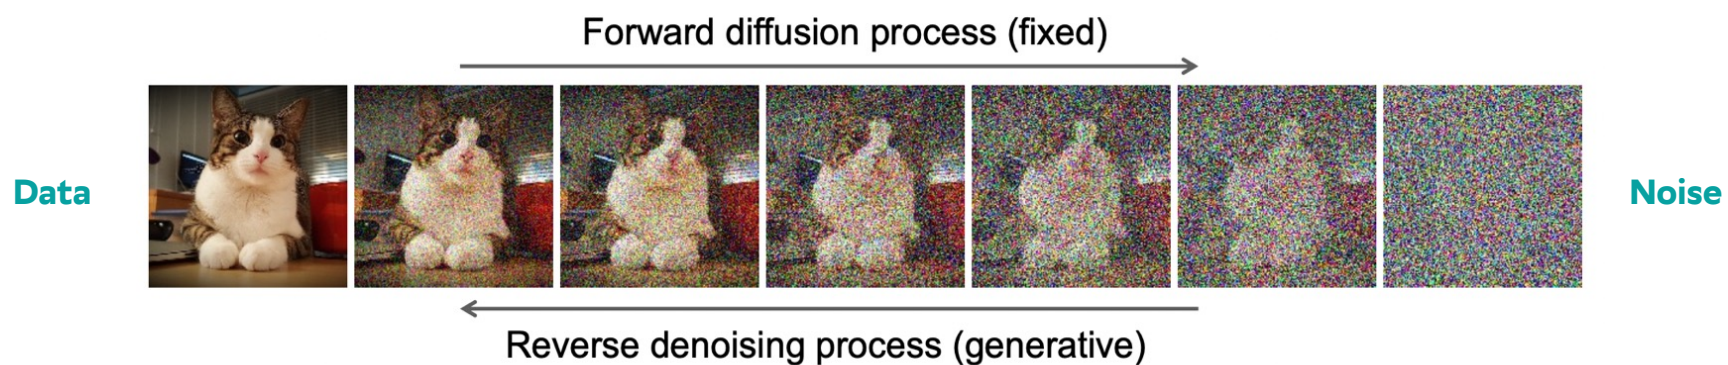 Forward diffusion process (fixed)
Data
Noise
Reverse denoising process (generative)